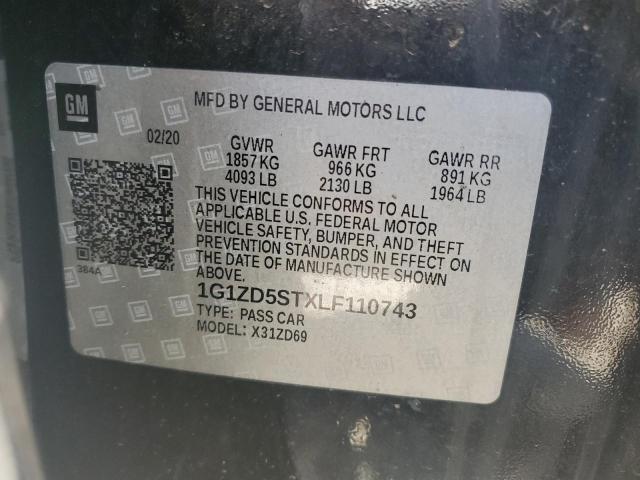 GM
MFD BY GENERAL MOTORS LLC
02/20
GVWR GAWR FRT GAWR RR
1857 KG 966 KG 891 KG
4093 LB 2130 LB 1964 LB
THIS VEHICLE CONFORMS TO ALL
APPLICABLE U.S. FEDERAL MOTOR
VEHICLE SAFETY, BUMPER, AND THEFT
PREVENTION STANDARDS IN EFFECT ON
THE DATE OF MANUFACTURE SHOWN
ABOVE.
384A
1G1ZD5STXLF110743
TYPE: PASS CAR
MODEL: X31ZD69